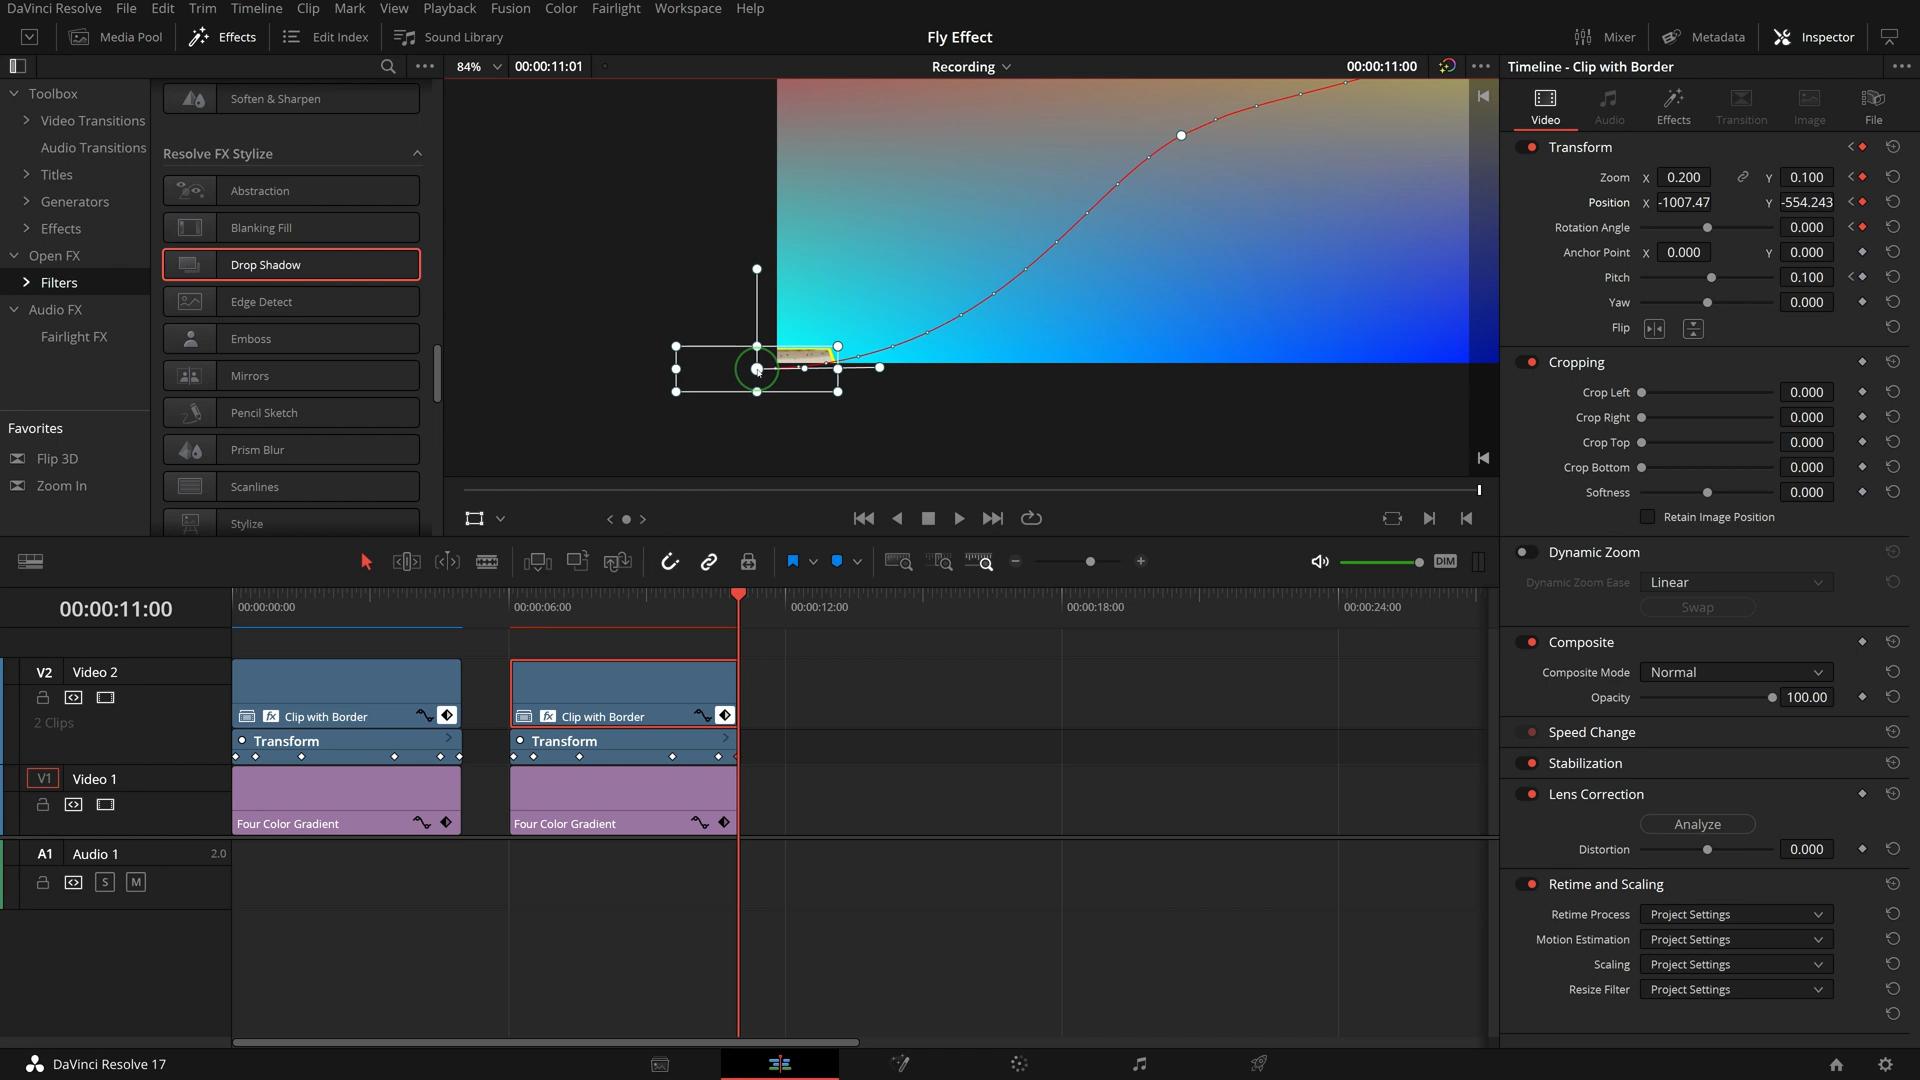 DaVinci Resolve File Edit Trim Timeline Clip Mark View Playback Fusion Color Fairlight Workspace Help
Media Pool Effects Edit Index Sound Library Fly Effect Mixer Metadata Inspector
84% 00:00:11:01 Recording 00:00:11:00 Timeline - Clip with Border
Toolbox
Video Transitions
Audio Transitions
Titles
Generators
Effects
Open FX
Filters
Audio FX
Fairlight FX
Favorites
Flip 3D
Zoom In
Soften & Sharpen
Resolve FX Stylize
Abstraction
Blanking Fill
Drop Shadow
Edge Detect
Emboss
Mirrors
Pencil Sketch
Prism Blur
Scanlines
Stylize
Video Audio Effects Transition Image File
Transform
Zoom X 0.200 Y 0.100
Position X -1007.47 Y -554.243
Rotation Angle 0.000
Anchor Point X 0.000 Y 0.000
Pitch 0.100
Yaw 0.000
Flip
Cropping
Crop Left 0.000
Crop Right 0.000
Crop Top 0.000
Crop Bottom 0.000
Softness 0.000
Retain Image Position
Dynamic Zoom
Dynamic Zoom Ease Linear
Swap
Composite
Composite Mode Normal
Opacity 100.00
Speed Change
Stabilization
Lens Correction
Analyze
Distortion 0.000
Retime and Scaling
Retime Process Project Settings
Motion Estimation Project Settings
Scaling Project Settings
Resize Filter Project Settings
DIM
00:00:11:00 00:00:00:00 00:00:06:00 00:00:12:00 00:00:18:00 00:00:24:00
V2 Video 2
2 Clips
fx Clip with Border fx Clip with Border
Transform Transform
V1 Video 1
Four Color Gradient Four Color Gradient
A1 Audio 1 2.0
S M
DaVinci Resolve 17